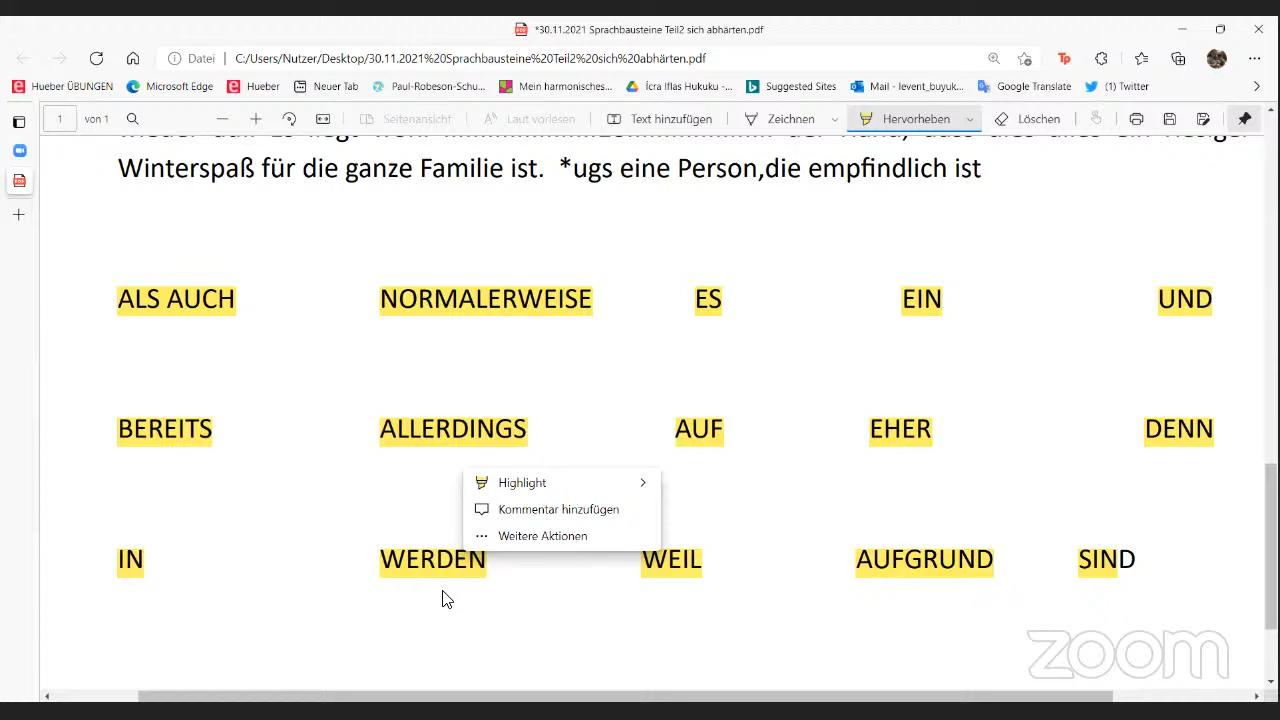 *30.11.2021 Sprachbausteine Teil2 sich abhärten.pdf
Datei | C:/Users/Nutzer/Desktop/30.11.2021%20Sprachbausteine%20Teil2%20sich%20abhärten.pdf
Hueber ÜBUNGEN Microsoft Edge Hueber Neuer Tab Paul-Robeson-Schu... Mein harmonisches... İcra Iflas Hukuku -... Suggested Sites Mail - levent_buyuk... Google Translate (1) Twitter
1 von 1 Seitenansicht Laut vorlesen Text hinzufügen Zeichnen Hervorheben Löschen
Winterspaß für die ganze Familie ist. *ugs eine Person,die empfindlich ist
ALS AUCH NORMALERWEISE ES EIN UND
BEREITS ALLERDINGS AUF EHER DENN
Highlight
Kommentar hinzufügen
Weitere Aktionen
IN WERDEN WEIL AUFGRUND SIND
zoom